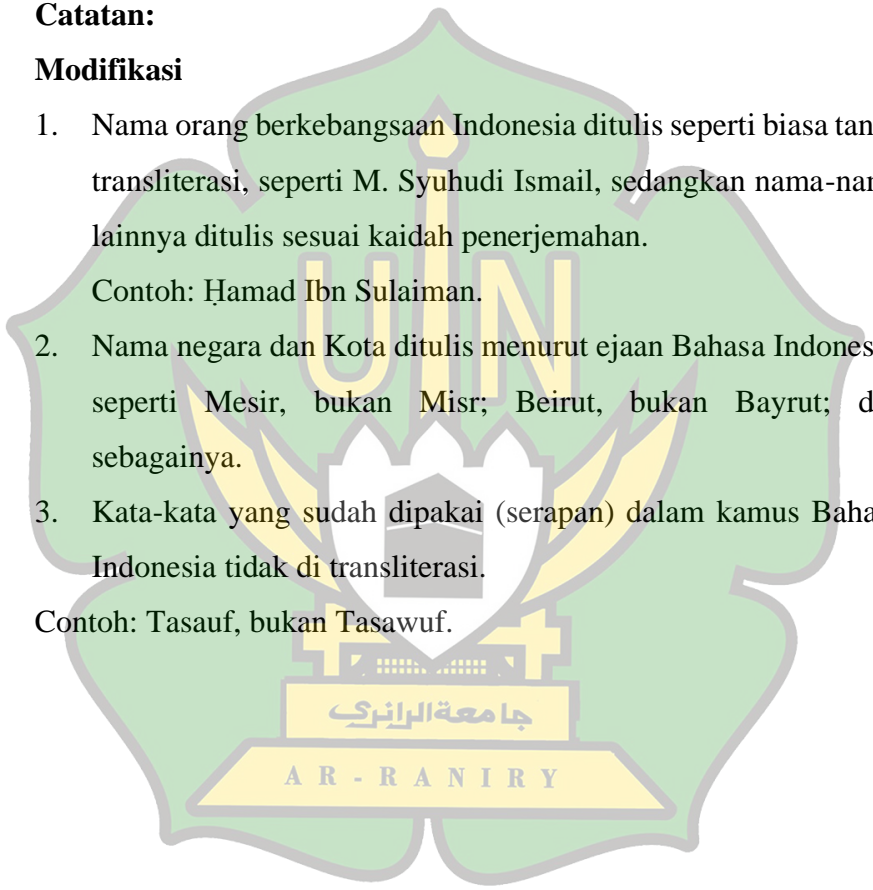 Catatan:
Modifikasi
1. Nama orang berkebangsaan Indonesia ditulis seperti biasa tan
transliterasi, seperti M. Syuhudi Ismail, sedangkan nama-nar
lainnya ditulis sesuai kaidah penerjemahan.
Contoh: Ḥamad Ibn Sulaiman.
2. Nama negara dan Kota ditulis menurut ejaan Bahasa Indones
seperti Mesir, bukan Misr; Beirut, bukan Bayrut; d
sebagainya.
3. Kata-kata yang sudah dipakai (serapan) dalam kamus Baha
Indonesia tidak di transliterasi.
Contoh: Tasauf, bukan Tasawuf.
UIN
جامعة الرانري
AR-RANIRY